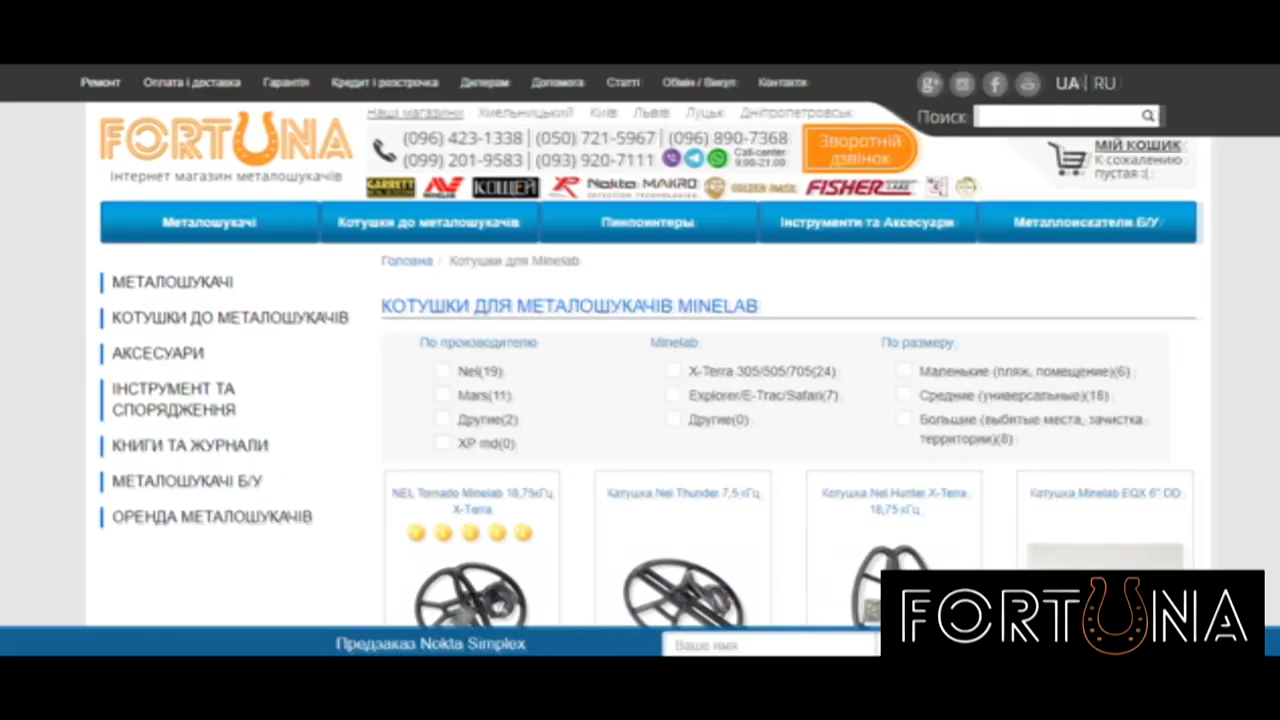 Ремонт Оплата і доставка Гарантія Кредит і розстрочка Дилерам Допомога Статті Обмін / Викуп Контакти
UA | RU
Поиск
FORTUNA
інтернет магазин металошукачів
Наші магазини Хмельницький Київ Львів Луцьк Дніпропетровськ
(096) 423-1338 | (050) 721-5967 | (096) 890-7368
(099) 201-9583 | (093) 920-7111
Call-center
9:00-21:00
Зворотній
дзвінок
МІЙ КОШИК
К сожалению
пустая :(
GARRETT MINELAB КОЩЕЙ XP Nokta MAKRO GOLDEN MASK FISHER LABS
DETECTION TECHNOLOGIES
Металошукачі Котушки до металошукачів Пинпоинтеры Інструменти та Аксесуари Металлоискатели Б/У
Головна / Котушки для Minelab
МЕТАЛОШУКАЧІ
КОТУШКИ ДО МЕТАЛОШУКАЧІВ
АКСЕСУАРИ
ІНСТРУМЕНТ ТА
СПОРЯДЖЕННЯ
КНИГИ ТА ЖУРНАЛИ
МЕТАЛОШУКАЧІ Б/У
ОРЕНДА МЕТАЛОШУКАЧІВ
КОТУШКИ ДЛЯ МЕТАЛОШУКАЧІВ MINELAB
По производителю
Nel(19)
Mars(11)
Другие(2)
XP md(0)
Minelab
X-Terra 305/505/705(24)
Explorer/E-Trac/Safari(7)
Другие(0)
По размеру
Маленькие (пляж, помещение)(6)
Средние (универсальные)(18)
Большие (выбитые места, зачистка
территории)(8)
NEL Tornado Minelab 18,75кГц
X-Terra
Катушка Nel Thunder 7,5 кГц
Катушка Nel Hunter X-Terra
18,75 кГц
Катушка Minelab EQX 6" DD
Предзаказ Nokta Simplex
Ваше имя
FORTUNA